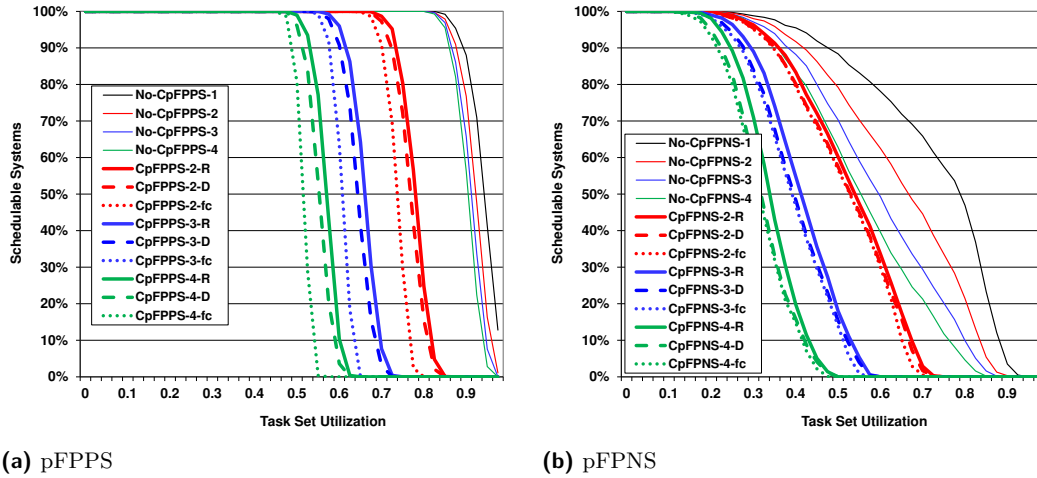 100%
90%
80%
70%
60%
50%
40%
30%
20%
10%
0%
Schedulable Systems
No-CpFPPS-1
No-CpFPPS-2
No-CpFPPS-3
No-CpFPPS-4
CpFPPS-2-R
CpFPPS-2-D
CpFPPS-2-fc
CpFPPS-3-R
CpFPPS-3-D
CpFPPS-3-fc
CpFPPS-4-R
CpFPPS-4-D
CpFPPS-4-fc
0 0.1 0.2 0.3 0.4 0.5 0.6 0.7 0.8 0.9
Task Set Utilization
(a) pFPPS
100%
90%
80%
70%
60%
50%
40%
30%
20%
10%
0%
Schedulable Systems
No-CpFPNS-1
No-CpFPNS-2
No-CpFPNS-3
No-CpFPNS-4
CpFPNS-2-R
CpFPNS-2-D
CpFPNS-2-fc
CpFPNS-3-R
CpFPNS-3-D
CpFPNS-3-fc
CpFPNS-4-R
CpFPNS-4-D
CpFPNS-4-fc
0 0.1 0.2 0.3 0.4 0.5 0.6 0.7 0.8 0.9
Task Set Utilization
(b) pFPNS